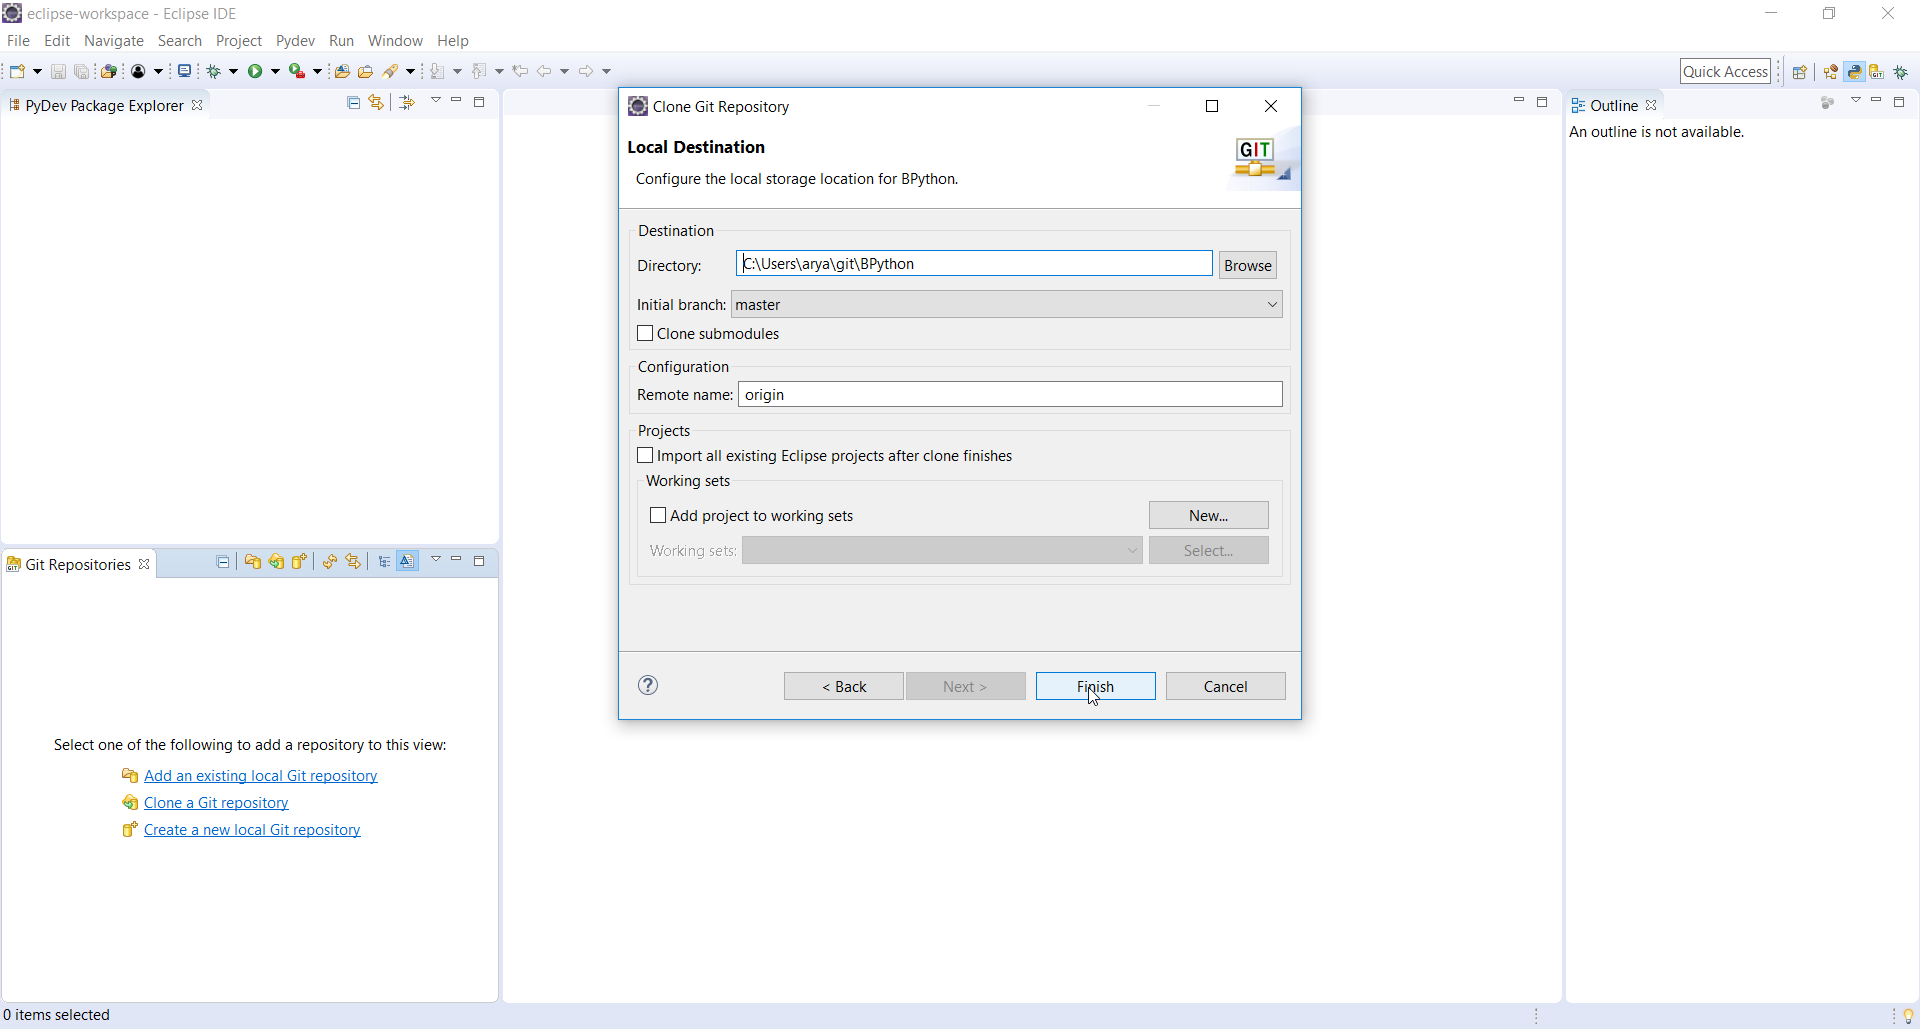 eclipse-workspace - Eclipse IDE
File Edit Navigate Search Project Pydev Run Window Help
Quick Access
PyDev Package Explorer
Outline
An outline is not available.
Clone Git Repository
Local Destination
Configure the local storage location for BPython.
GIT
Destination
Directory: C:\Users\arya\git\BPython Browse
Initial branch: master
Clone submodules
Configuration
Remote name: origin
Projects
Import all existing Eclipse projects after clone finishes
Working sets
Add project to working sets New...
Working sets: Select...
< Back Next > Finish Cancel
Git Repositories
Select one of the following to add a repository to this view:
Add an existing local Git repository
Clone a Git repository
Create a new local Git repository
0 items selected